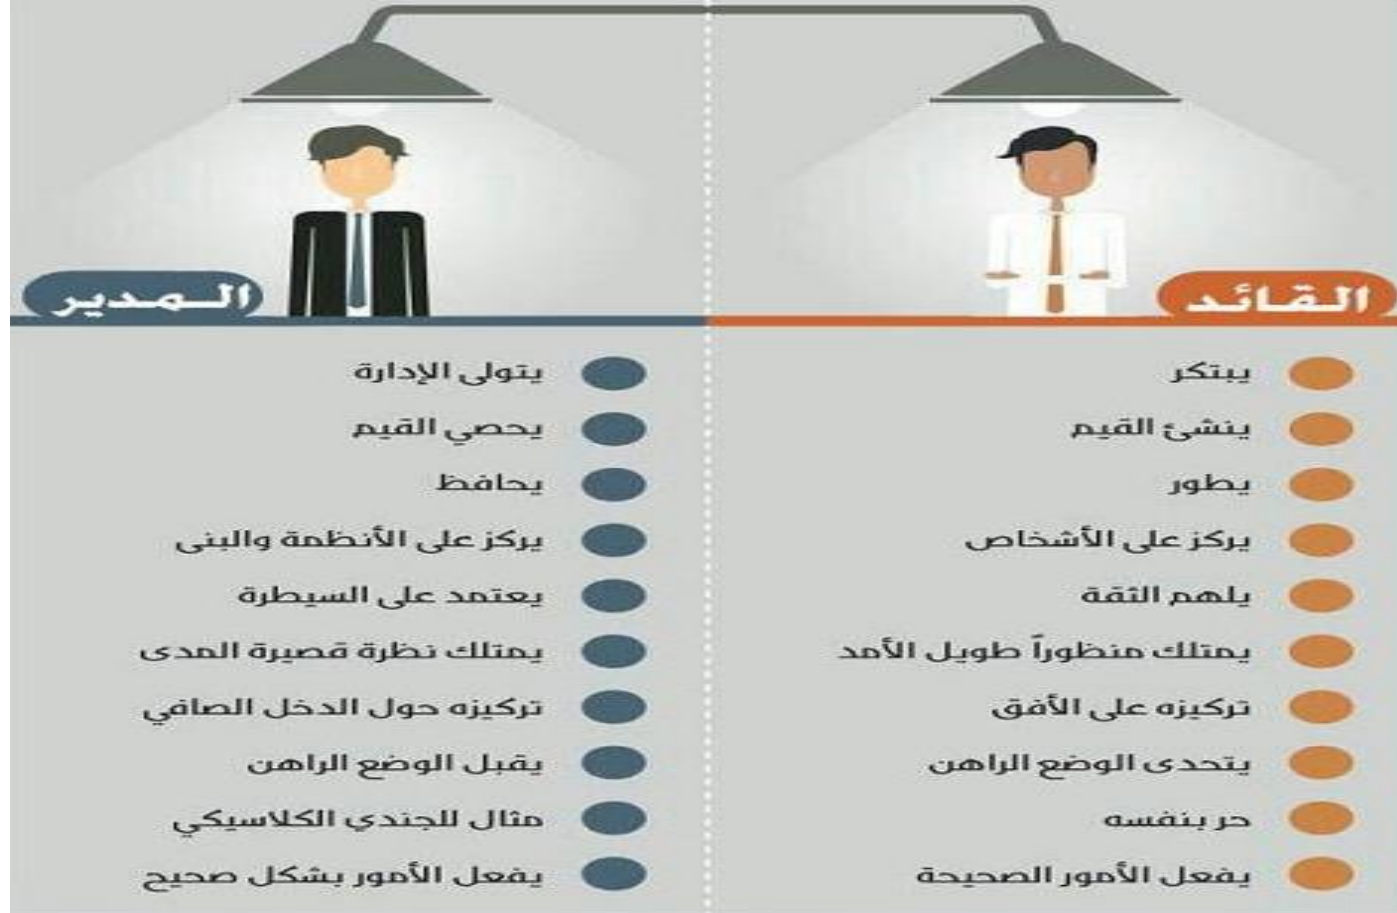 القائد
يبتكر
ينشئ القيم
يطور
يركز على الأشخاص
يلهم الثقة
يمتلك منظوراً طويل الأمد
تركيزه على الأفق
يتحدى الوضع الراهن
حر بنفسه
يفعل الأمور الصحيحة
المدير
يتولى الإدارة
يحصي القيم
يحافظ
يركز على الأنظمة والبنى
يعتمد على السيطرة
يمتلك نظرة قصيرة المدى
تركيزه حول الدخل الصافي
يقبل الوضع الراهن
مثال للجندي الكلاسيكي
يفعل الأمور بشكل صحيح